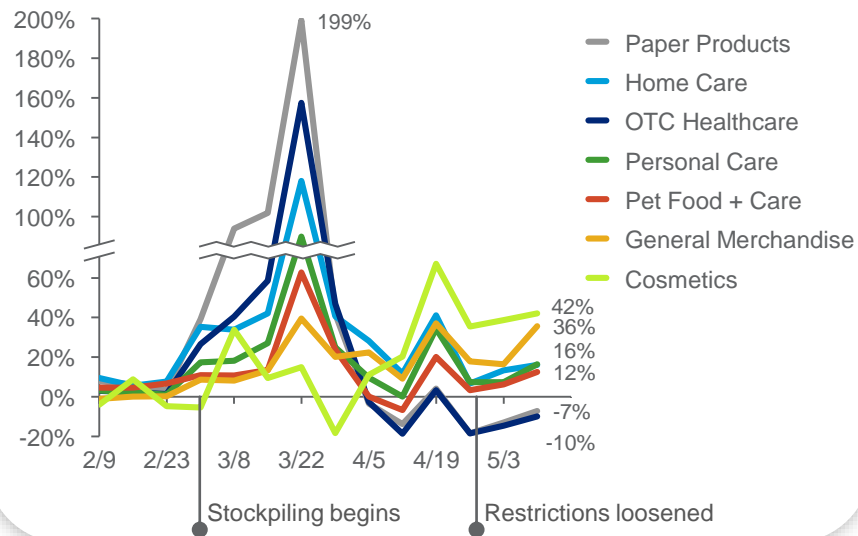 200%
199%
180%
160%
140%
120%
100%
60%
40%
20%
0%
-20%
Paper Products
Home Care
OTC Healthcare
Personal Care
Pet Food + Care
General Merchandise
Cosmetics
42%
36%
16%
12%
-7%
-10%
2/9 2/23 3/8 3/22 4/5 4/19 5/3
Stockpiling begins
Restrictions loosened